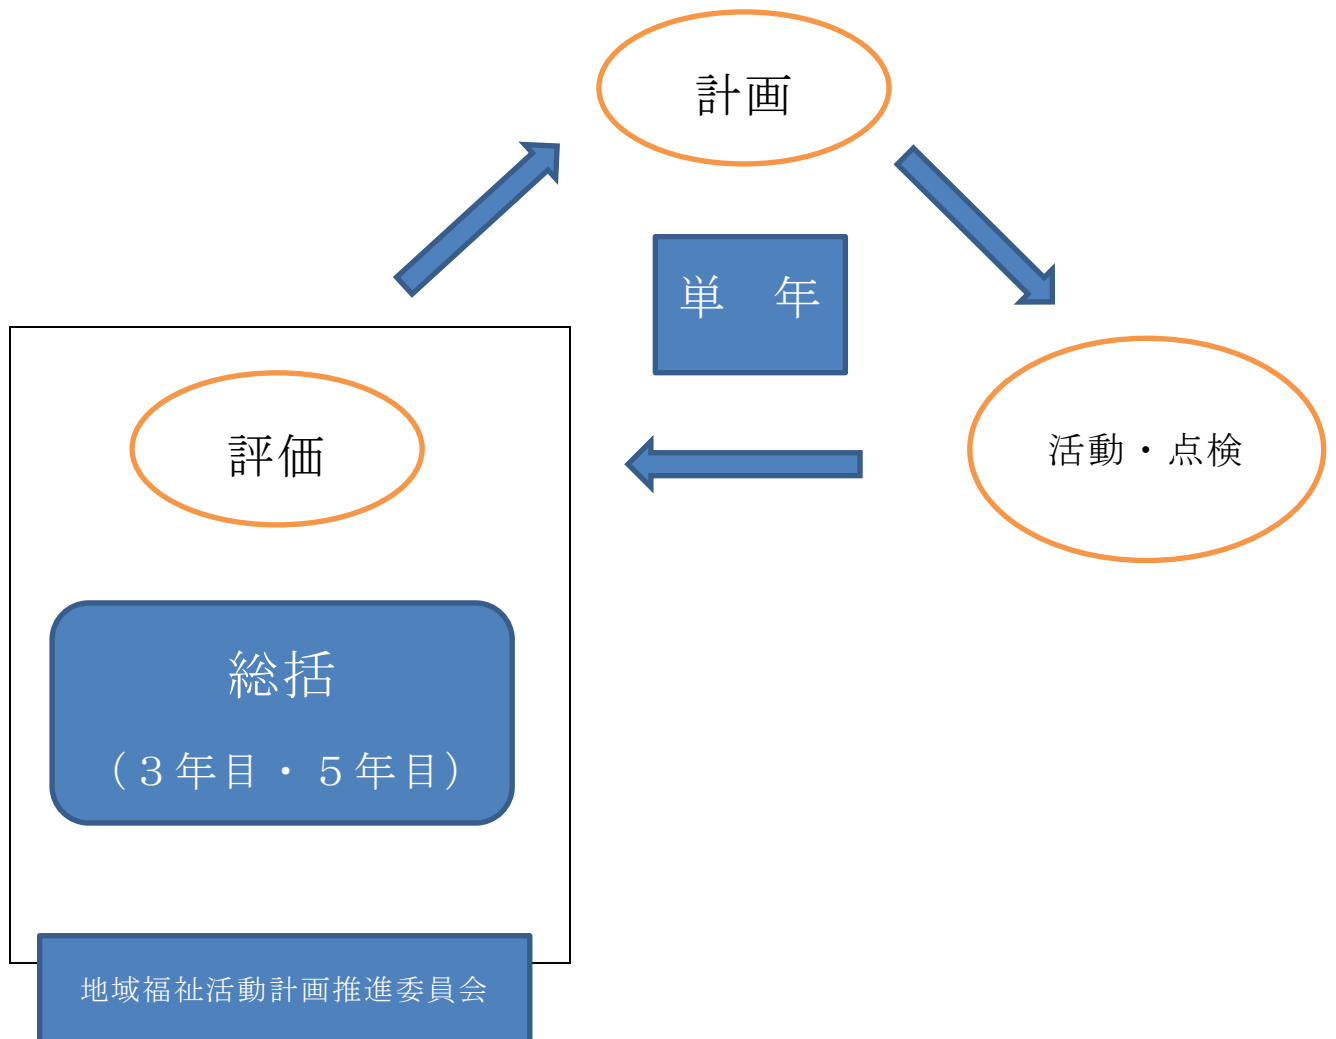 計画
単　年
評価
活動・点検
総括
（３年目・５年目）
地域福祉活動計画推進委員会